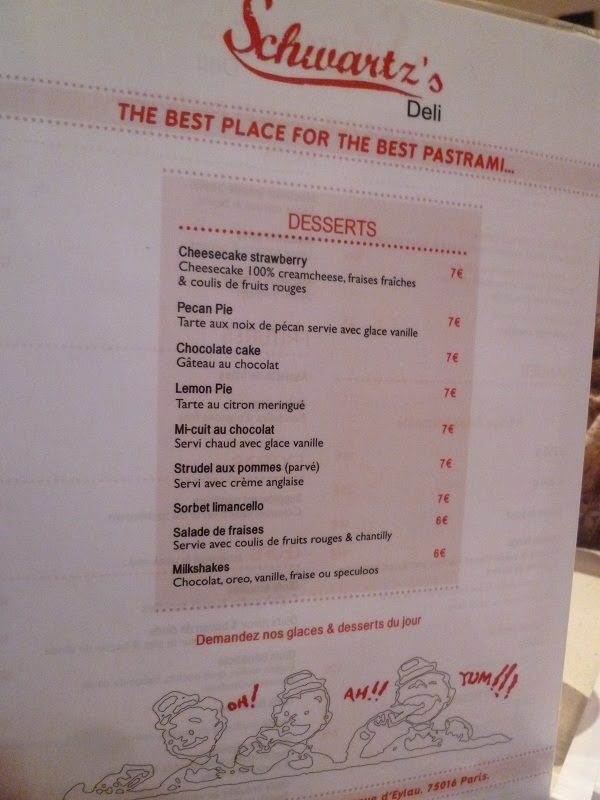 Schwartz's
Deli
THE BEST PLACE FOR THE BEST PASTRAMI...
DESSERTS
Cheesecake strawberry 7€
Cheesecake 100% creamcheese, fraises fraîches
& coulis de fruits rouges
Pecan Pie 7€
Tarte aux noix de pécan servie avec glace vanille
Chocolate cake 7€
Gâteau au chocolat
Lemon Pie 7€
Tarte au citron meringué
Mi-cuit au chocolat 7€
Servi chaud avec glace vanille
Strudel aux pommes (parvé) 7€
Servi avec crème anglaise
Sorbet limancello 7€
Salade de fraises 6€
Servie avec coulis de fruits rouges & chantilly
Milkshakes 6€
Chocolat, oreo, vanille, fraise ou speculoos
Demandez nos glaces & desserts du jour
OH!
AH!!
YUM!!!
d'Eylau. 75016 Paris.